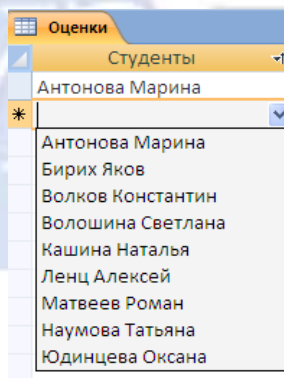 Оценки
Студенты
Антонова Марина
Антонова Марина
Бирих Яков
Волков Константин
Волошина Светлана
Кашина Наталья
Ленц Алексей
Матвеев Роман
Наумова Татьяна
Юдинцева Оксана